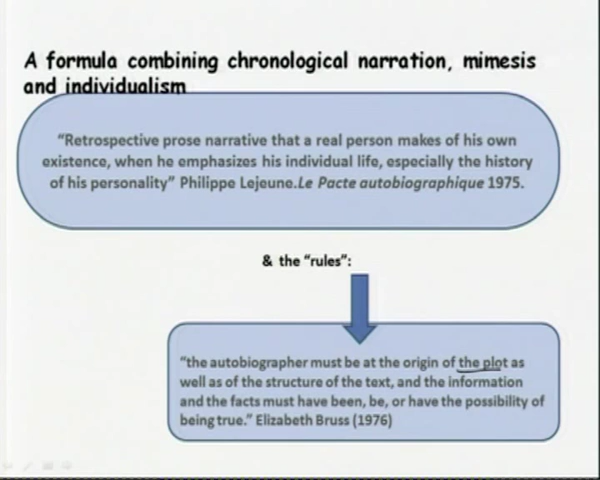 A formula combining chronological narration, mimesis
and individualism
“Retrospective prose narrative that a real person makes of his own
existence, when he emphasizes his individual life, especially the history
of his personality” Philippe Lejeune.Le Pacte autobiographique 1975.
& the “rules”:
“the autobiographer must be at the origin of the plot as
well as of the structure of the text, and the information
and the facts must have been, be, or have the possibility of
being true.” Elizabeth Bruss (1976)